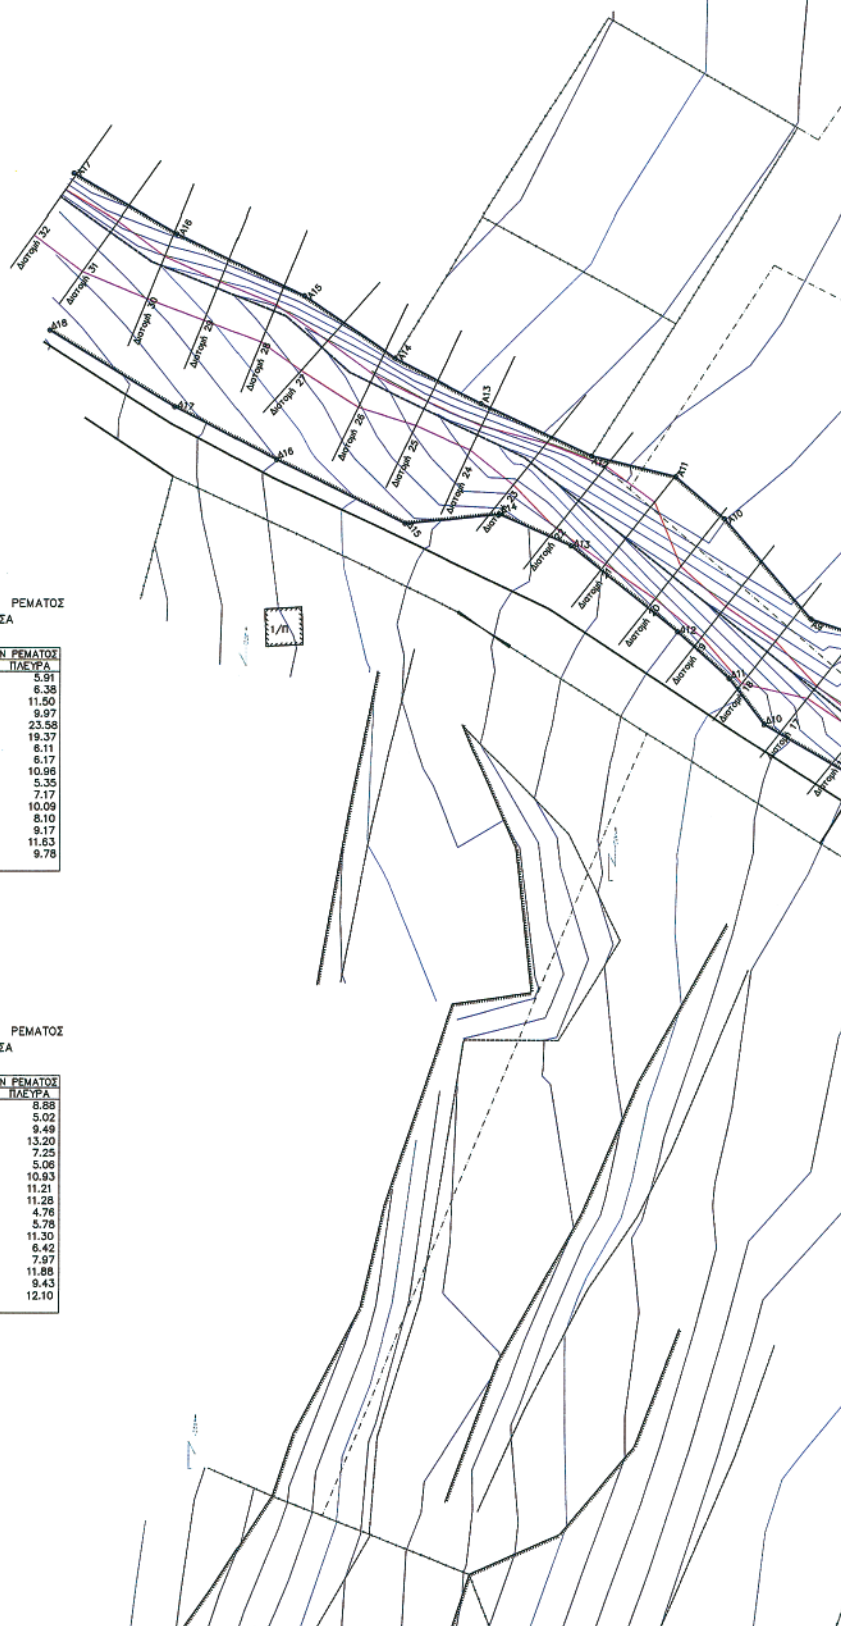 Α17
Διατομή 32
Α16
Διατομή 31
Διατομή 30
Α15
Διατομή 29
Δ18
Διατομή 28
Α14
Διατομή 27
Α13
Δ17
Διατομή 26
Διατομή 25
Δ16
Διατομή 24
Α11
Διατομή 23
Α10
Δ15
Διατομή 22
Δ13
Διατομή 21
Διατομή 20
Α9
Δ12
Διατομή 19
Δ11
Διατομή 18
Δ10
Διατομή 17
1/Π
ΡΕΜΑΤΟΣ
ΣΑ
Ν ΡΕΜΑΤΟΣ
ΠΛΕΥΡΑ
5.91
6.38
11.50
9.97
23.58
19.37
6.11
6.17
10.96
5.35
7.17
10.09
8.10
9.17
11.63
9.78
ΡΕΜΑΤΟΣ
ΣΑ
Ν ΡΕΜΑΤΟΣ
ΠΛΕΥΡΑ
8.88
5.02
9.49
13.20
7.25
5.06
10.93
11.21
11.28
4.76
5.78
11.30
6.42
7.97
11.88
9.43
12.10